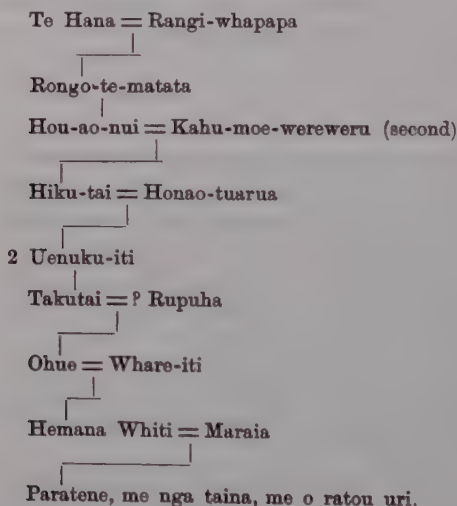 Te Hana = Rangi-whapapa
Rongo-te-matata
Hou-ao-nui = Kahu-moe-wereweru (second)
Hiku-tai = Honao-tuarua
2 Uenuku-iti
Takutai = ? Rupuha
Ohue = Whare-iti
Hemana Whiti = Maraia
Paratene, me nga taina, me o ratou uri.